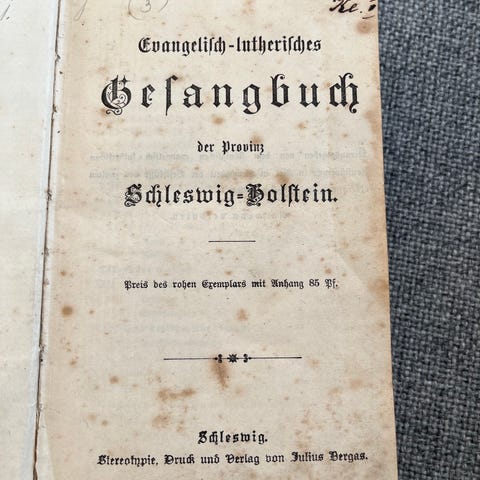 (3)
Evangelisch-lutherisches
Gesangbuch
der Provinz
Schleswig-Holstein.
Preis des rohen Exemplars mit Anhang 85 Pf.
Schleswig.
Stereotypie, Druck und Verlag von Julius Bergas.